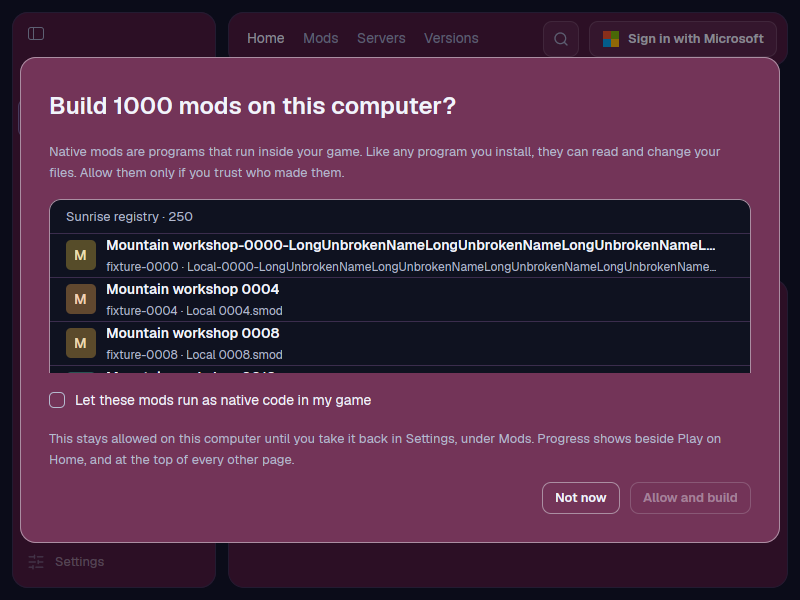 Home Mods Servers Versions Sign in with Microsoft
Build 1000 mods on this computer?
Native mods are programs that run inside your game. Like any program you install, they can read and change your
files. Allow them only if you trust who made them.
Sunrise registry · 250
M
Mountain workshop-0000-LongUnbrokenNameLongUnbrokenNameLongUnbrokenNameL...
fixture-0000 · Local-0000-LongUnbrokenNameLongUnbrokenNameLongUnbrokenName...
M
Mountain workshop 0004
fixture-0004 · Local 0004.smod
M
Mountain workshop 0008
fixture-0008 · Local 0008.smod
Let these mods run as native code in my game
This stays allowed on this computer until you take it back in Settings, under Mods. Progress shows beside Play on
Home, and at the top of every other page.
Not now Allow and build
Settings